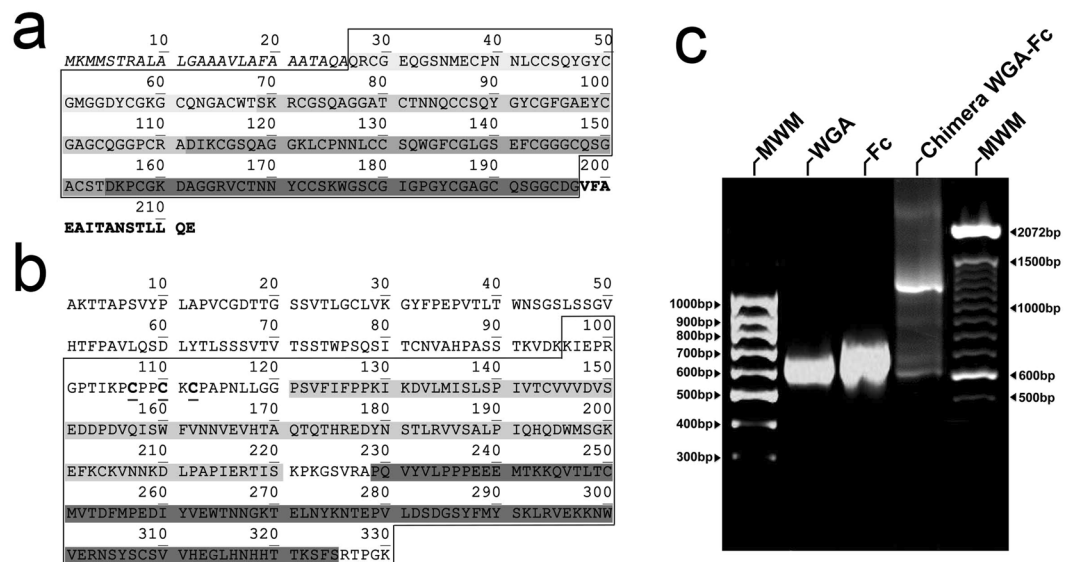 a
10 20 30 40 50
MKMMSTRALA LGAAAVLAFA AATAQAQRCG EQGSNMECPN NLCCSQYGYC
60 70 80 90 100
GMGGDYCGKG CQNGACWTSK RCGSQAGGAT CTNNQCCSQY GYCGFGAEYC
110 120 130 140 150
GAGCQGGPCR ADIKCGSQAG GKLCPNNLCC SQWGFCGLGS EFCGGGCQSG
160 170 180 190 200
ACSTDKPCGK DAGGRVCTNN YCCSKWGSCG IGPGYCGAGC QSGGCDGVFA
210
EAITANSTLL QE
b
10 20 30 40 50
AKTTAPSVYP LAPVCGDTTG SSVTLGCLVK GYFPEPVTLT WNSGSLSSGV
60 70 80 90 100
HTFPAVLQSD LYTLSSSVTV TSSTWPSQSI TCNVAHPASS TKVDKKIEPR
110 120 130 140 150
GPTIKPCPPC KCPAPNLLGG PSVFIFPPKI KDVLMISLSP IVTCVVVDVS
160 170 180 190 200
EDDPDVQISW FVNNVEVHTA QTQTHREDYN STLRVVSALP IQHQDWMSGK
210 220 230 240 250
EFKCKVNNKD LPAPIERTIS KPKGSVRAPQ VYVLPPPEEE MTKKQVTLTC
260 270 280 290 300
MVTDFMPEDI YVEWTNNGKT ELNYKNTEPV LDSDGSYFMY SKLRVEKKNW
310 320 330
VERNSYSCSV VHEGLHNHHT TKSFSRTPGK
c
MWM
WGA
Fc
Chimera WGA-Fc
MWM
1000bp
900bp
800bp
700bp
600bp
500bp
400bp
300bp
2072bp
1500bp
1000bp
600bp
500bp